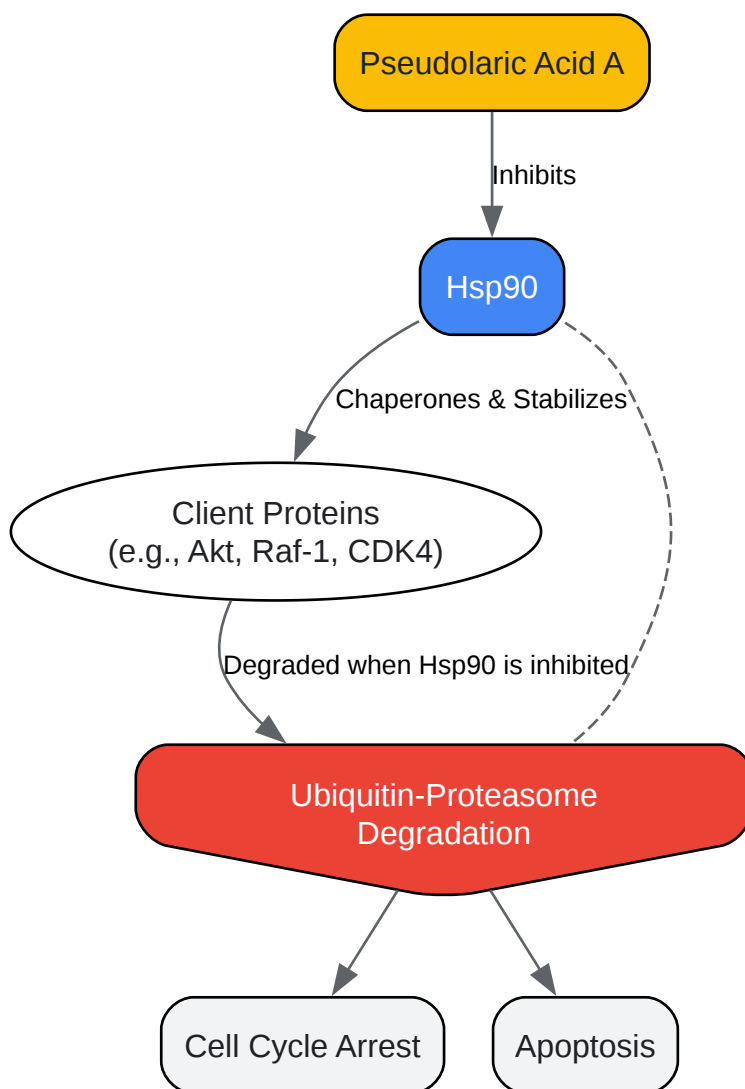 Pseudolaric Acid A
Inhibits
Hsp90
Chaperones & Stabilizes
Client Proteins
(e.g., Akt, Raf-1, CDK4)
Degraded when Hsp90 is inhibited
Ubiquitin-Proteasome
Degradation
Cell Cycle Arrest
Apoptosis